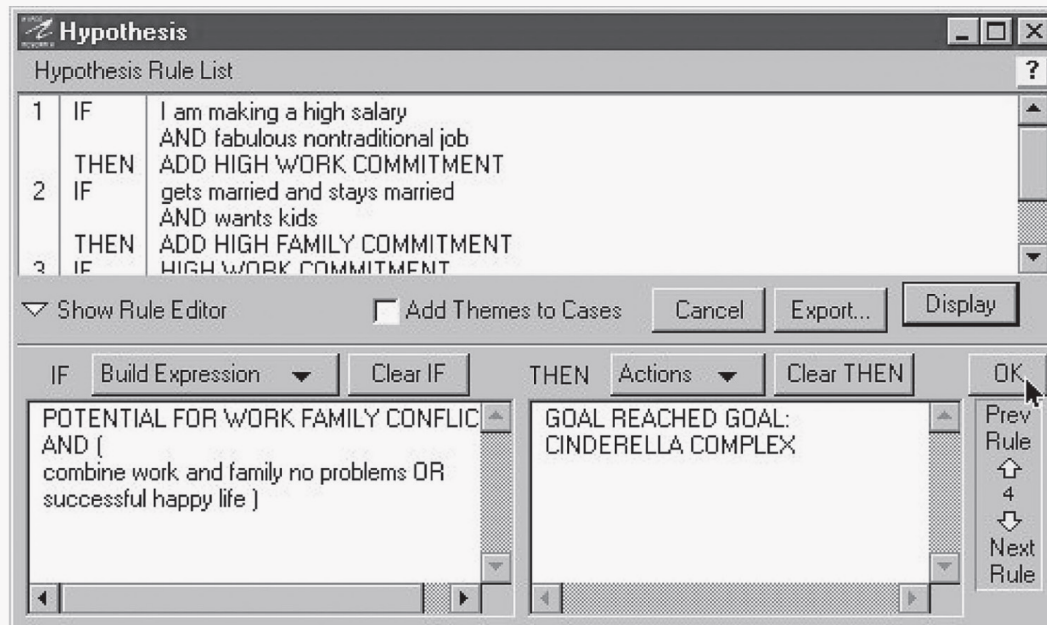 Hypothesis
Hypothesis Rule List
?
1 IF I am making a high salary
AND fabulous nontraditional job
THEN ADD HIGH WORK COMMITMENT
2 IF gets married and stays married
AND wants kids
THEN ADD HIGH FAMILY COMMITMENT
3 IF HIGH WORK COMMITMENT
Show Rule Editor Add Themes to Cases Cancel Export... Display
IF Build Expression Clear IF THEN Actions Clear THEN OK
POTENTIAL FOR WORK FAMILY CONFLIC
AND (
combine work and family no problems OR
successful happy life )
GOAL REACHED GOAL:
CINDERELLA COMPLEX
Prev
Rule
4
Next
Rule